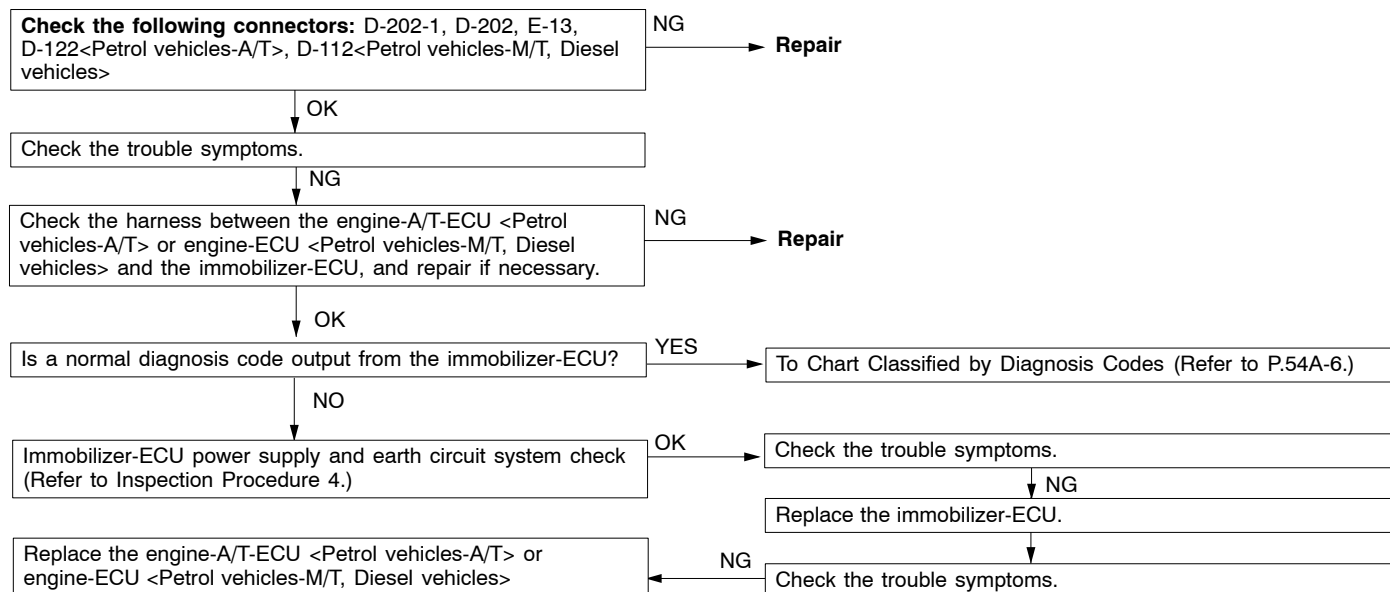 Check the following connectors: D-202-1, D-202, E-13,
D-122<Petrol vehicles-A/T>, D-112<Petrol vehicles-M/T, Diesel
vehicles>
NG
Repair
OK
Check the trouble symptoms.
NG
Check the harness between the engine-A/T-ECU <Petrol
vehicles-A/T> or engine-ECU <Petrol vehicles-M/T, Diesel
vehicles> and the immobilizer-ECU, and repair if necessary.
NG
Repair
OK
Is a normal diagnosis code output from the immobilizer-ECU?
YES
To Chart Classified by Diagnosis Codes (Refer to P.54A-6.)
NO
Immobilizer-ECU power supply and earth circuit system check
(Refer to Inspection Procedure 4.)
OK
Check the trouble symptoms.
NG
Replace the immobilizer-ECU.
Check the trouble symptoms.
NG
Replace the engine-A/T-ECU <Petrol vehicles-A/T> or
engine-ECU <Petrol vehicles-M/T, Diesel vehicles>